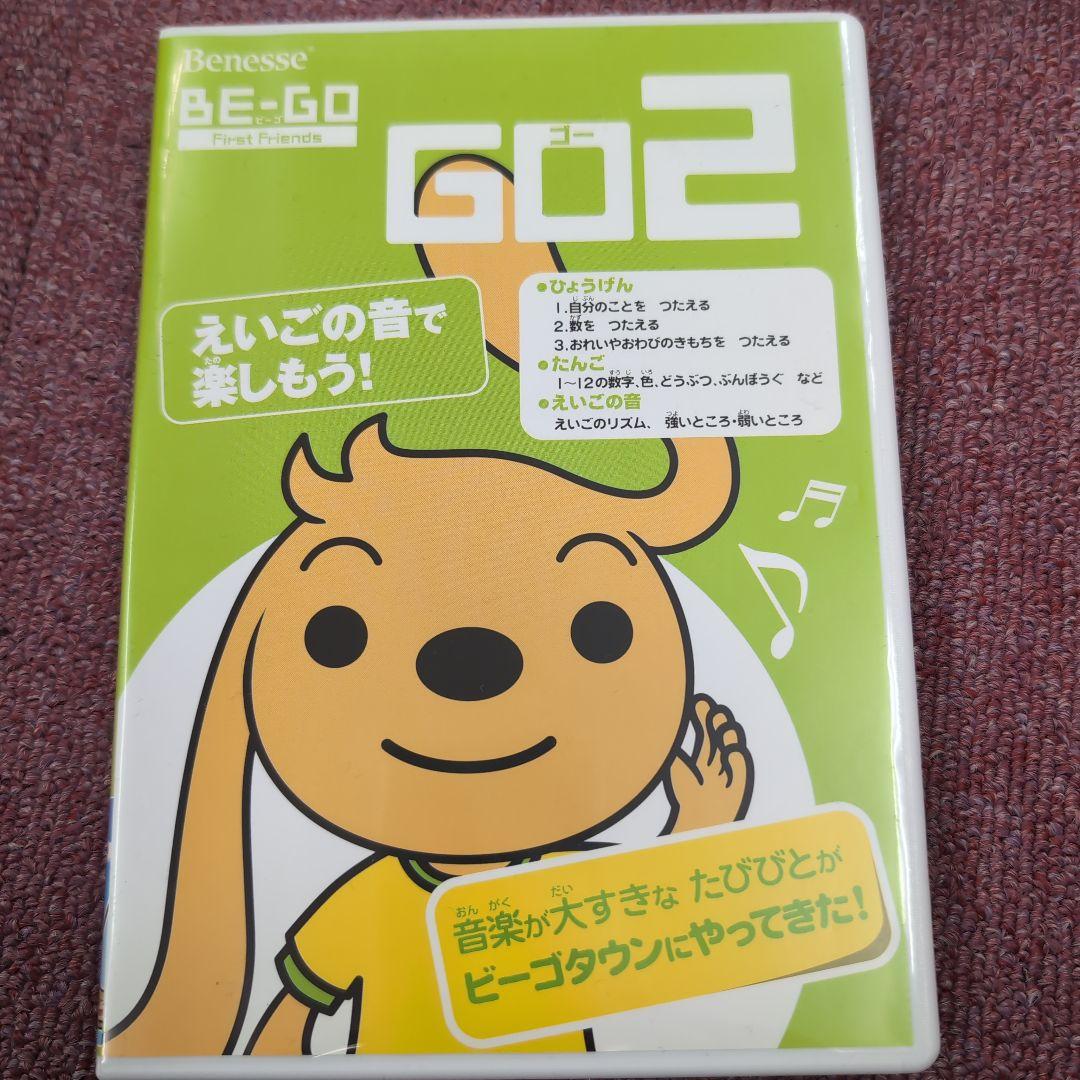 Benesse®
BE-GO
ビーゴ
First Friends
GO2
ゴー
えいごの音で
楽しもう!
たの
●ひょうげん
1.自分のことを つたえる
じ ぶん
2.数を つたえる
かず
3.おれいやおわびのきもちを つたえる
●たんご
1〜12の数字、色、どうぶつ、ぶんぼうぐ など
すう じ いろ
●えいごの音
えいごのリズム、 強いところ・弱いところ
つよ よわ
音楽が大すきな たびびとが
おん がく だい
ビーゴタウンにやってきた!